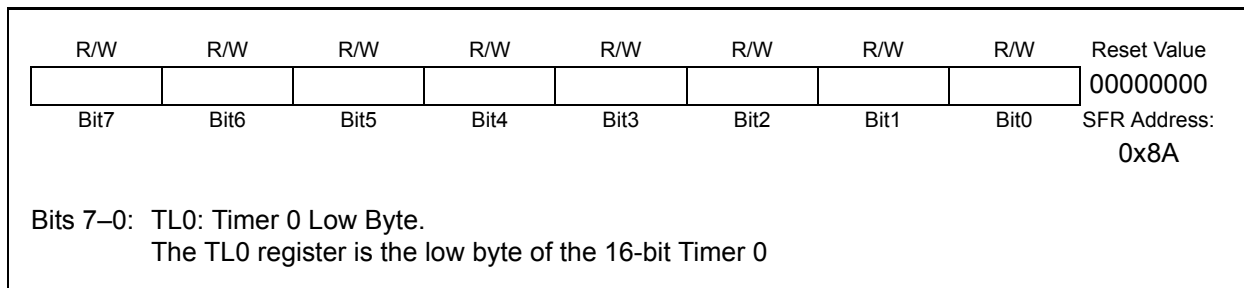 R/W R/W R/W R/W R/W R/W R/W R/W Reset Value
00000000
Bit7 Bit6 Bit5 Bit4 Bit3 Bit2 Bit1 Bit0 SFR Address:
0x8A
Bits 7–0: TL0: Timer 0 Low Byte.
The TL0 register is the low byte of the 16-bit Timer 0